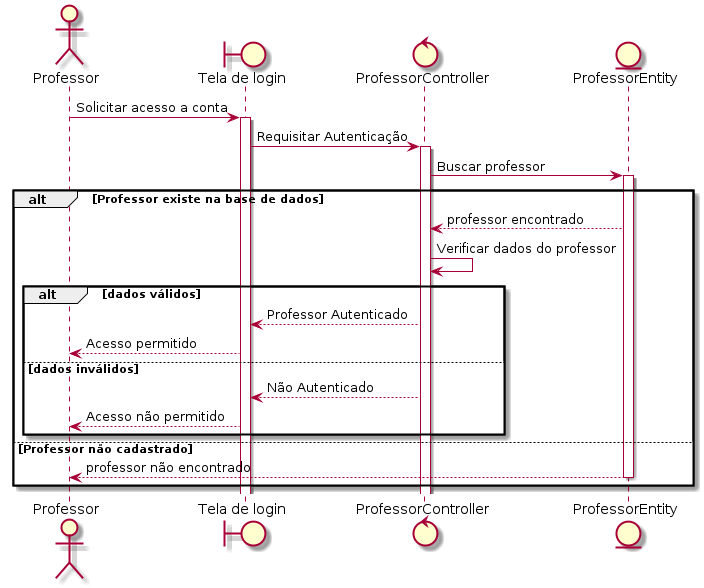 Professor
Tela de login
ProfessorController
ProfessorEntity
Solicitar acesso a conta
Requisitar Autenticação
Buscar professor
alt [Professor existe na base de dados]
professor encontrado
Verificar dados do professor
alt [dados válidos]
Professor Autenticado
Acesso permitido
[dados inválidos]
Não Autenticado
Acesso não permitido
[Professor não cadastrado]
professor não encontrado
Professor
Tela de login
ProfessorController
ProfessorEntity